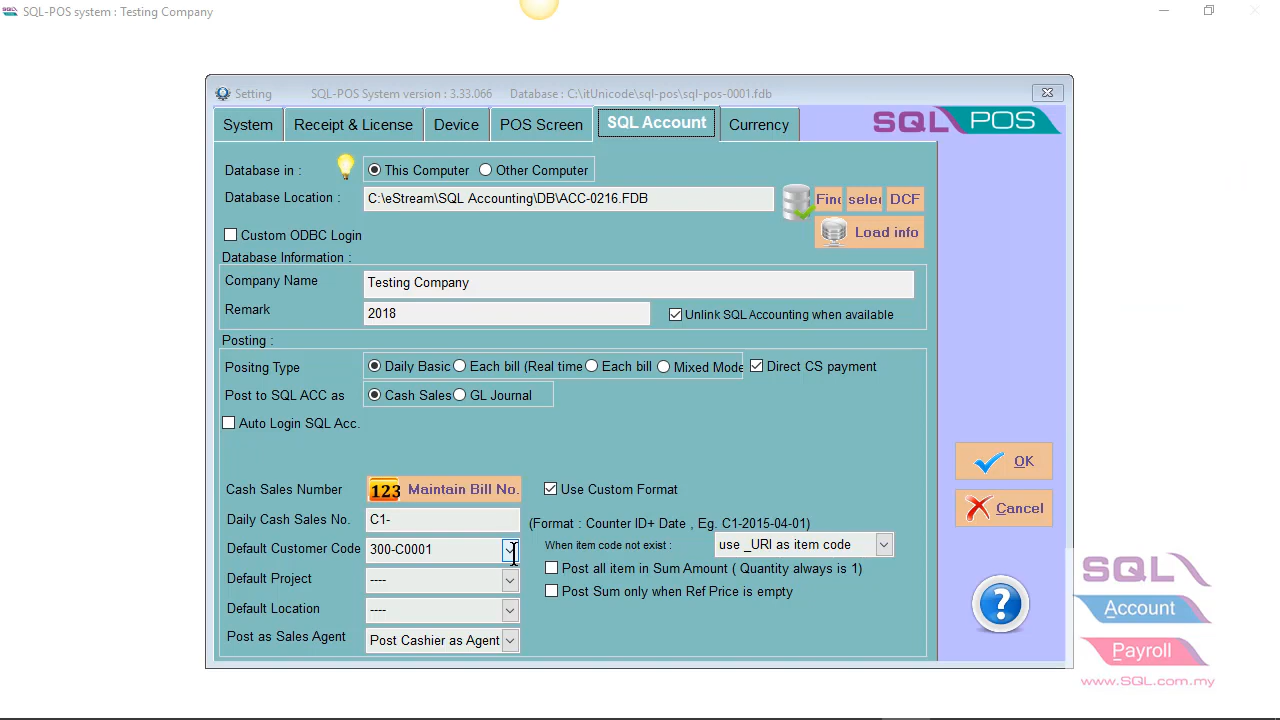 SQL-POS system : Testing Company
Setting SQL-POS System version : 3.33.066 Database : C:\itUnicode\sql-pos\sql-pos-0001.fdb
System Receipt & License Device POS Screen SQL Account Currency
SQL POS
Database in : This Computer Other Computer
Database Location : C:\eStream\SQL Accounting\DB\ACC-0216.FDB Find selec DCF
Load info
Custom ODBC Login
Database Information :
Company Name Testing Company
Remark 2018 Unlink SQL Accounting when available
Posting :
Positng Type Daily Basic Each bill (Real time Each bill Mixed Mode Direct CS payment
Post to SQL ACC as Cash Sales GL Journal
Auto Login SQL Acc.
OK
Cash Sales Number 123 Maintain Bill No. Use Custom Format
Cancel
Daily Cash Sales No. C1- (Format : Counter ID+ Date , Eg. C1-2015-04-01)
Default Customer Code 300-C0001 When item code not exist : use _URI as item code
Default Project ---- Post all item in Sum Amount ( Quantity always is 1)
Post Sum only when Ref Price is empty
Default Location ----
Post as Sales Agent Post Cashier as Agent
?
SQL
Account
Payroll
www.SQL.com.my